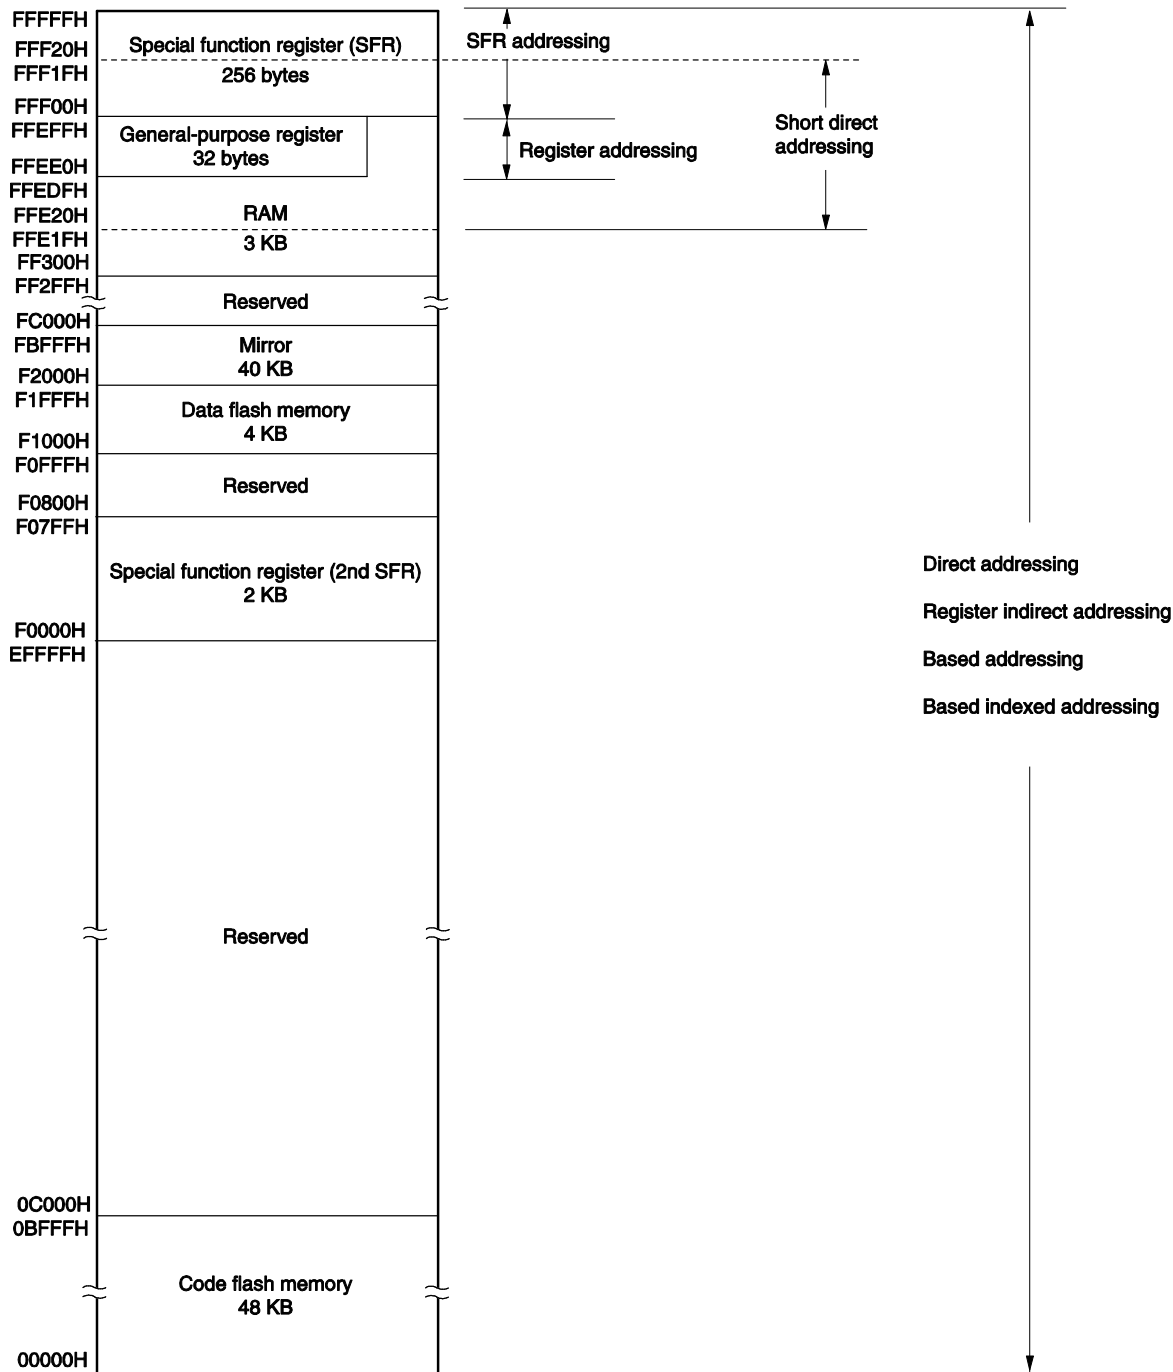 FFFFFH
Special function register (SFR)
256 bytes
SFR addressing
FFF20H
FFF1FH
FFF00H
FFEFFH
General-purpose register
32 bytes
Register addressing
Short direct
addressing
FFEE0H
FFEDFH
FFE20H
RAM
3 KB
FFE1FH
FF300H
FF2FFH
Reserved
FC000H
FBFFFH
Mirror
40 KB
F2000H
F1FFFH
Data flash memory
4 KB
F1000H
F0FFFH
Reserved
F0800H
F07FFH
Special function register (2nd SFR)
2 KB
Direct addressing
Register indirect addressing
Based addressing
Based indexed addressing
F0000H
EFFFFH
Reserved
0C000H
0BFFFH
Code flash memory
48 KB
00000H